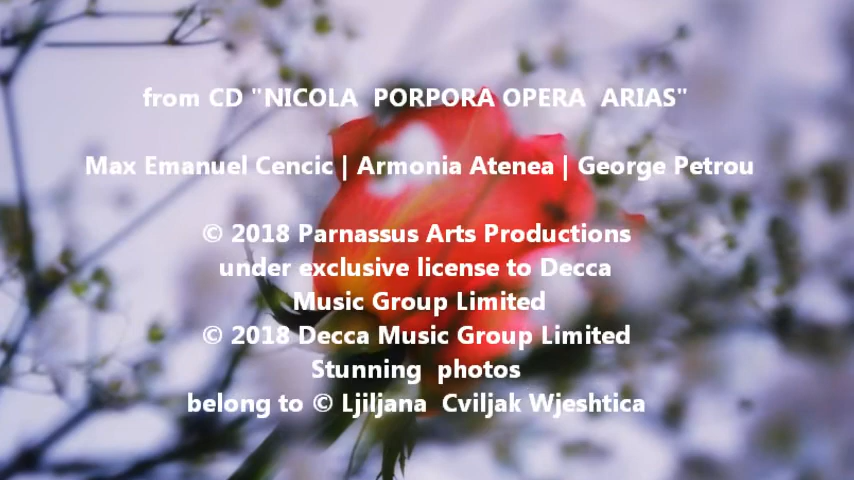 from CD "NICOLA PORPORA OPERA ARIAS"
Max Emanuel Cencic | Armonia Atenea | George Petrou
© 2018 Parnassus Arts Productions
under exclusive license to Decca
Music Group Limited
© 2018 Decca Music Group Limited
Stunning photos
belong to © Ljiljana Cviljak Wjeshtica